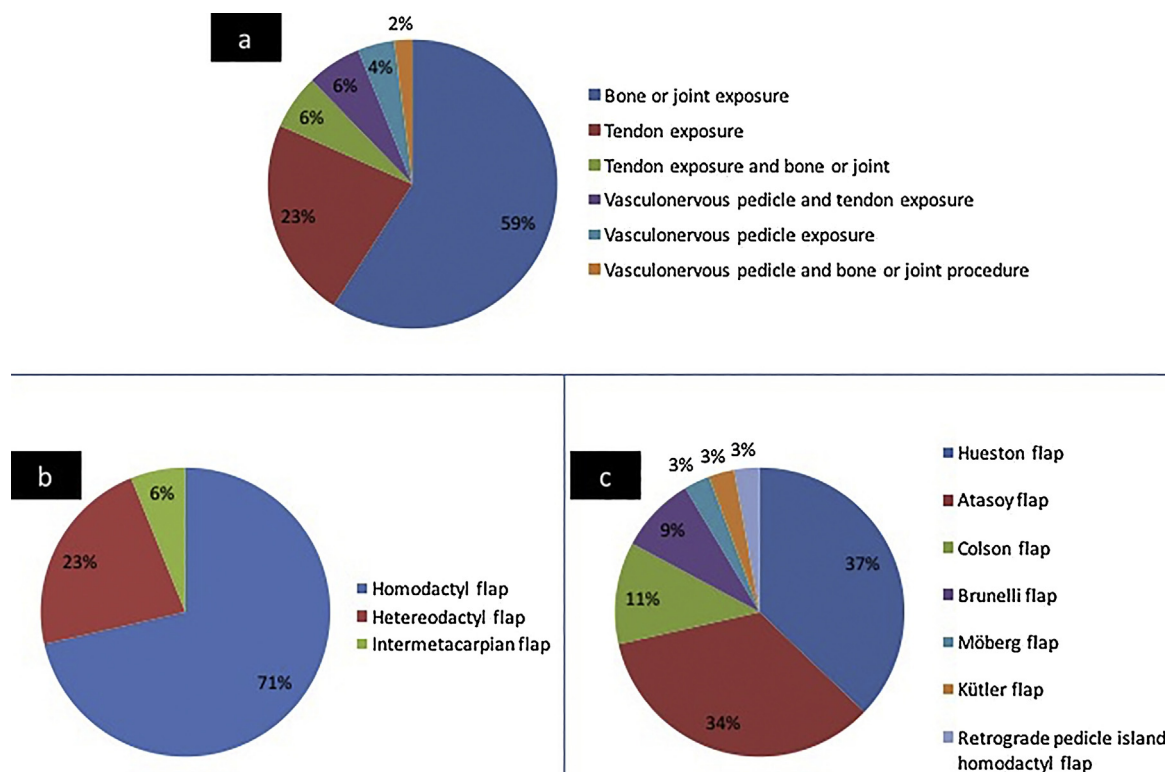 a
2%
4%
6%
6%
23%
59%
Bone or joint exposure
Tendon exposure
Tendon exposure and bone or joint
Vasculonervous pedicle and tendon exposure
Vasculonervous pedicle exposure
Vasculonervous pedicle and bone or joint procedure
b
6%
23%
71%
Homodactyl flap
Hetereodactyl flap
Intermetacarpian flap
c
3%
3%
3%
9%
11%
37%
34%
Hueston flap
Atasoy flap
Colson flap
Brunelli flap
Möberg flap
Kütler flap
Retrograde pedicle island
homodactyl flap